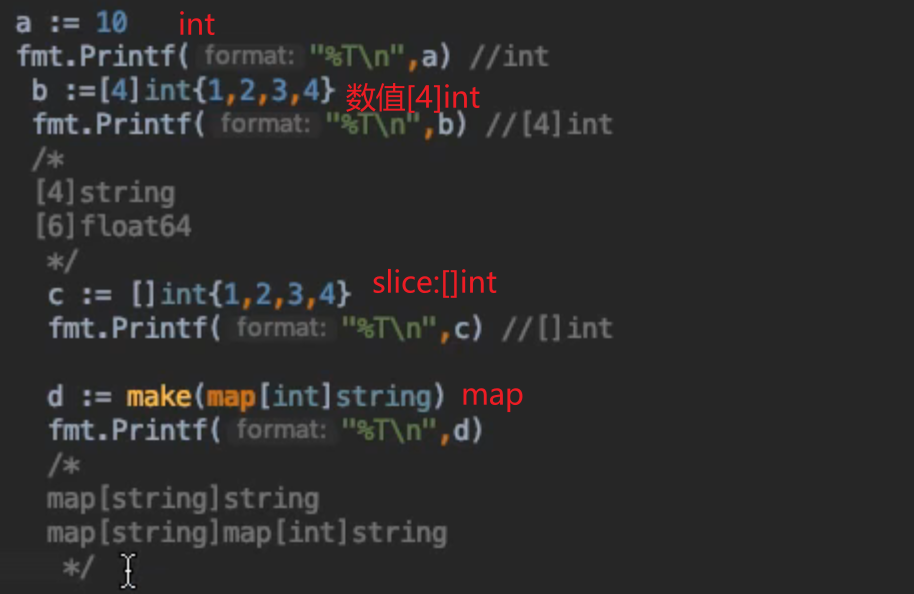 a := 10 int
fmt.Printf( format: "%T\n",a) //int
b :=[4]int{1,2,3,4} 数值[4]int
fmt.Printf( format: "%T\n",b) //[4]int
/*
[4]string
[6]float64
*/
c := []int{1,2,3,4} slice:[]int
fmt.Printf( format: "%T\n",c) //[]int
d := make(map[int]string) map
fmt.Printf( format: "%T\n",d)
/*
map[string]string
map[string]map[int]string
*/